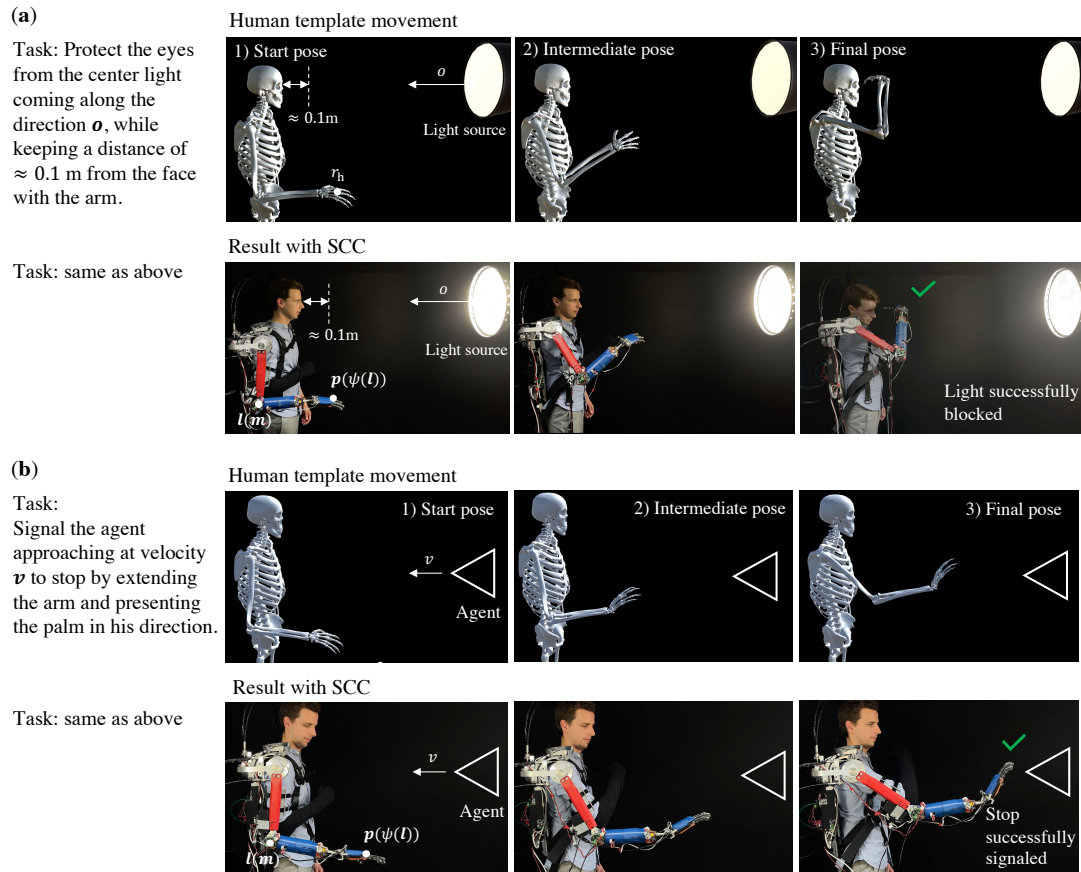 (a)
Human template movement
Task: Protect the eyes
from the center light
coming along the
direction o, while
keeping a distance of
≈ 0.1 m from the face
with the arm.
1) Start pose
o
≈ 0.1m
Light source
r_h
2) Intermediate pose
3) Final pose
Result with SCC
Task: same as above
o
≈ 0.1m
Light source
p(ψ(l))
l(m)
Light successfully
blocked
(b)
Human template movement
Task:
Signal the agent
approaching at velocity
v to stop by extending
the arm and presenting
the palm in his direction.
1) Start pose
v
Agent
2) Intermediate pose
3) Final pose
Result with SCC
Task: same as above
v
Agent
p(ψ(l))
l(m)
Stop
successfully
signaled